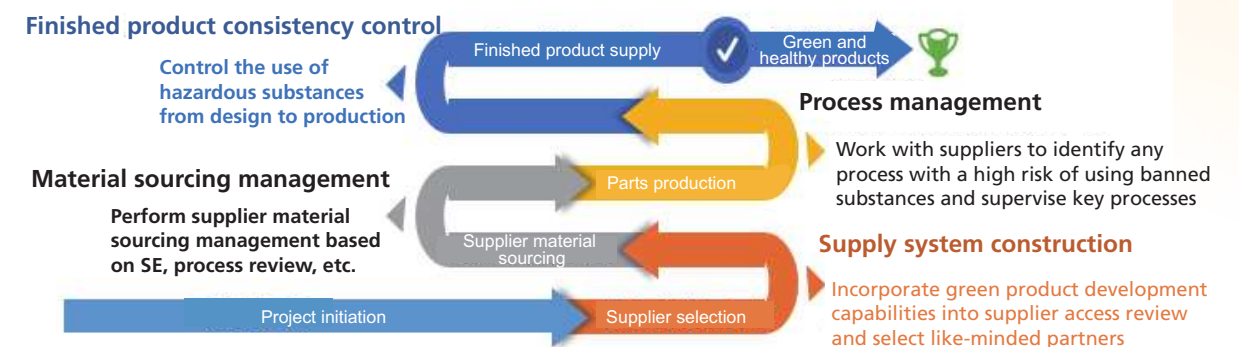 Finished product consistency control
Control the use of
hazardous substances
from design to production
Finished product supply
Green and
healthy products
Process management
Work with suppliers to identify any
process with a high risk of using banned
substances and supervise key processes
Material sourcing management
Perform supplier material
sourcing management based
on SE, process review, etc.
Parts production
Supplier material
sourcing
Supply system construction
Incorporate green product development
capabilities into supplier access review
and select like-minded partners
Project initiation
Supplier selection